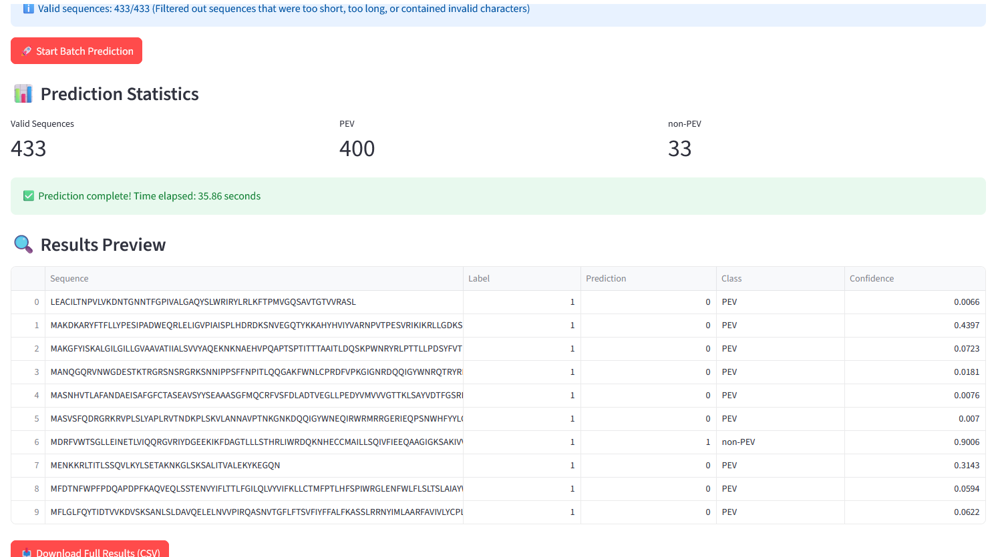 Valid sequences: 433/433 (Filtered out sequences that were too short, too long, or contained invalid characters)
Start Batch Prediction
Prediction Statistics
Valid Sequences PEV non-PEV
433 400 33
Prediction complete! Time elapsed: 35.86 seconds
Results Preview
Sequence Label Prediction Class Confidence
0 LEACILTNPVLVKDNTGNNTFGPIVALGAQYSLWRIRYLRLKFTPMVGQSAVTGTVVRASL 1 0 PEV 0.0066
1 MAKDKARYFTFLLYPESIPADWEQRLELIGVPIAISPLHDRDKSNVEGQTYKKAHYHVIYVARNPVTPESVRIKIKRLLGDKS 1 0 PEV 0.4397
2 MAKGFYISKALGILGILLGVAAVATIIALSVVYAQEKNKNAEHVPQAPTSPTITTTAAITLDQSKPWNRYRLPTTLLPDSYFVT 1 0 PEV 0.0723
3 MANQGQRVNWGDESTKTRGRSNSRGRKSNNIPPSFFNPITLQQGAKFWNLCPRDFVPKGIGNRDQQIGYWNRQTRYR 1 0 PEV 0.0181
4 MASNHVTLAFANDAEISAFGFCTASEAVSYYSEAAASGFMQCRFVSFDLADTVEGLLPEDYVMVVVGTTKLSAYVDTFGSR 1 0 PEV 0.0076
5 MASVSFQDRGRKRVPLSLYAPLRVTNDKPLSKVLANNAVPTNKGNKDQQIGYWNEQIRWRMRRGERIEQPSNWHFYYL 1 0 PEV 0.007
6 MDRFVWTSGLLEINETLVIQQRGVRIYDGEEKIKFDAGTLLLSTHRLIWRDQKNHECCMAILLSQIVFIEEQAAGIGKSAKIV 1 1 non-PEV 0.9006
7 MENKKRLTITLSSQVLKYLSETAKNKGLSKSALITVALEKYKEGQN 1 0 PEV 0.3143
8 MFDTNFWPFPDQAPDPFKAQVEQLSSTENVYIFLTTLFGILQLVYVIFKLLCTMFPTLHFSPIWRGLENFWLFLSLTSLAIAY 1 0 PEV 0.0594
9 MFLGLFQYTIDTVVKDVSKSANLSLDAVQELELNVVPIRQASNVTGFLFTSVFIYFFALFKASSLRRNYIMLAARFAVIVLYCPL 1 0 PEV 0.0622
Download Full Results (CSV)